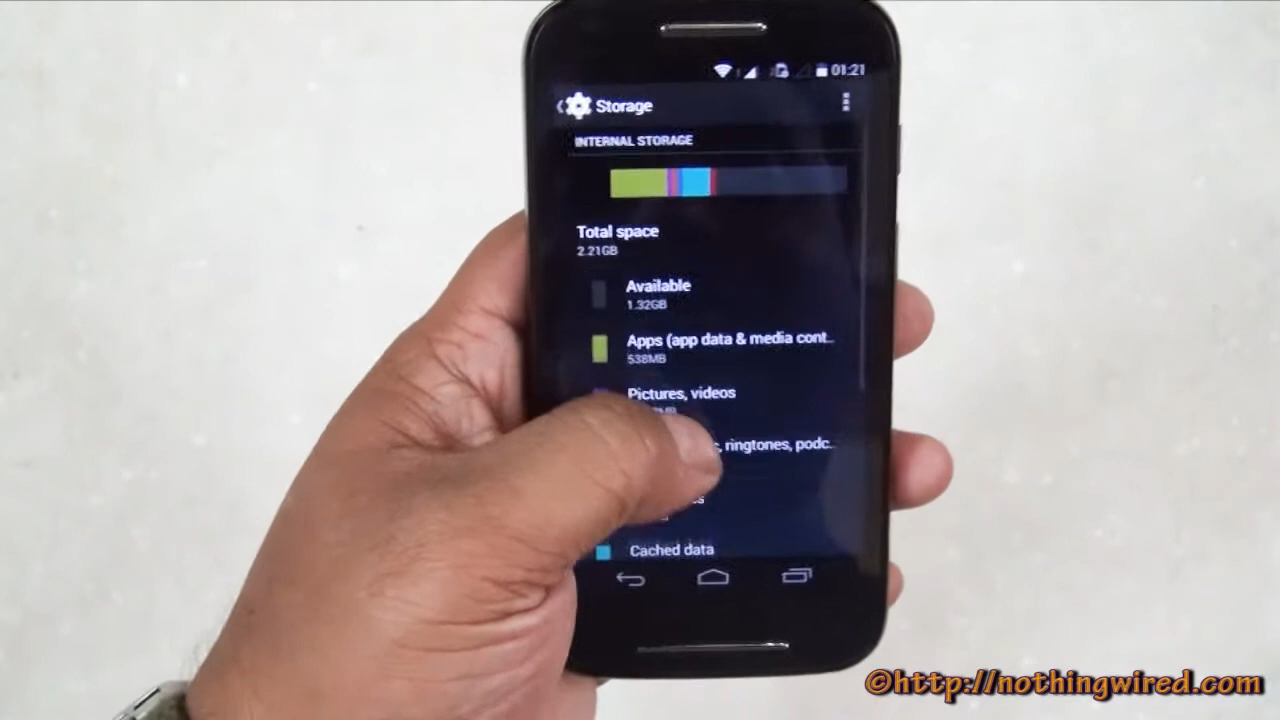 01:21
Storage
INTERNAL STORAGE
Total space
2.21GB
Available
1.32GB
Apps (app data & media cont..
538MB
Pictures, videos
ringtones, podc..
Cached data
©http://nothingwired.com